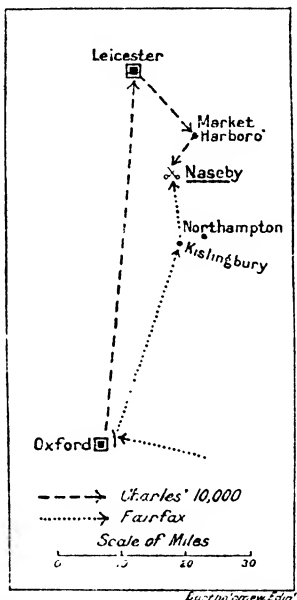 Leicester
Market
Harboro'
Naseby
Northampton
Kislingbury
Oxford
Charles' 10,000
Fairfax
Scale of Miles
0 10 20 30